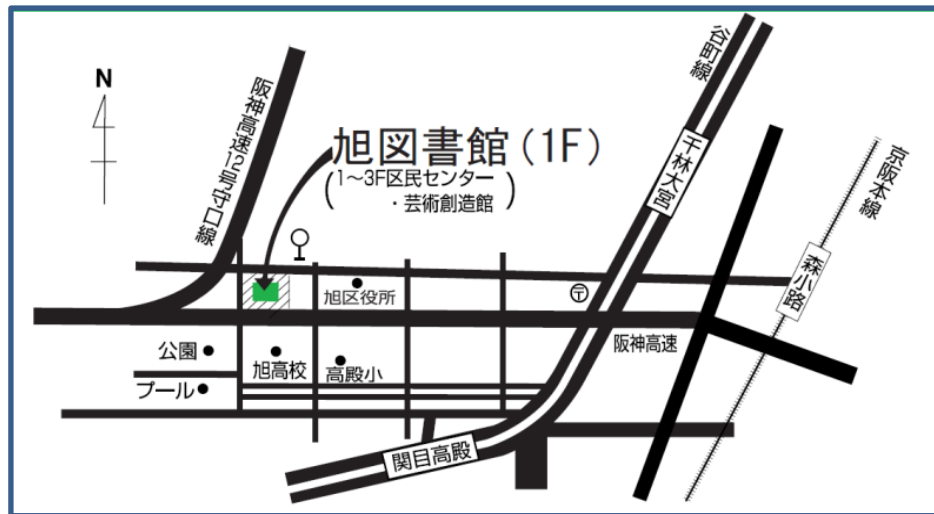 N
阪神高速12号守口線
旭図書館(1F)
(1~3F区民センター
・芸術創造館)
谷町線
千林大宮
京阪本線
森小路
旭区役所
〒
阪神高速
公園
旭高校
高殿小
プール
関目高殿